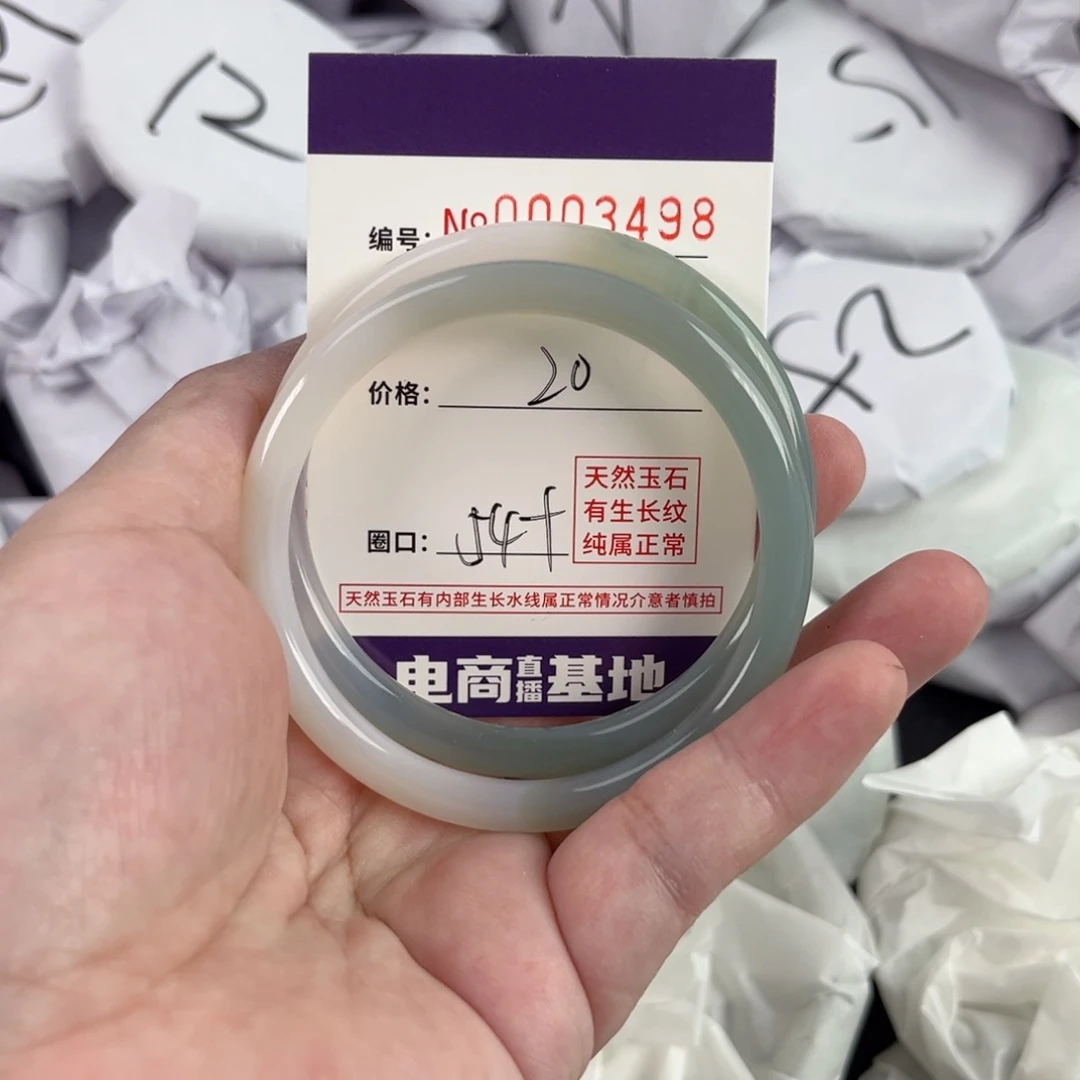 R
编号: №0003498
价格: 20
天然玉石
有生长纹
圈口: 54+
纯属正常
天然玉石有内部生长水线属正常情况介意者慎拍
电商直播基地